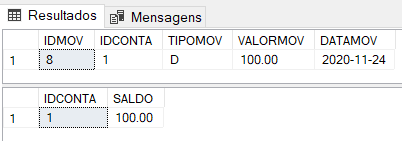 Resultados Mensagens
IDMOV IDCONTA TIPOMOV VALORMOV DATAMOV
1 8 1 D 100.00 2020-11-24
IDCONTA SALDO
1 1 100.00